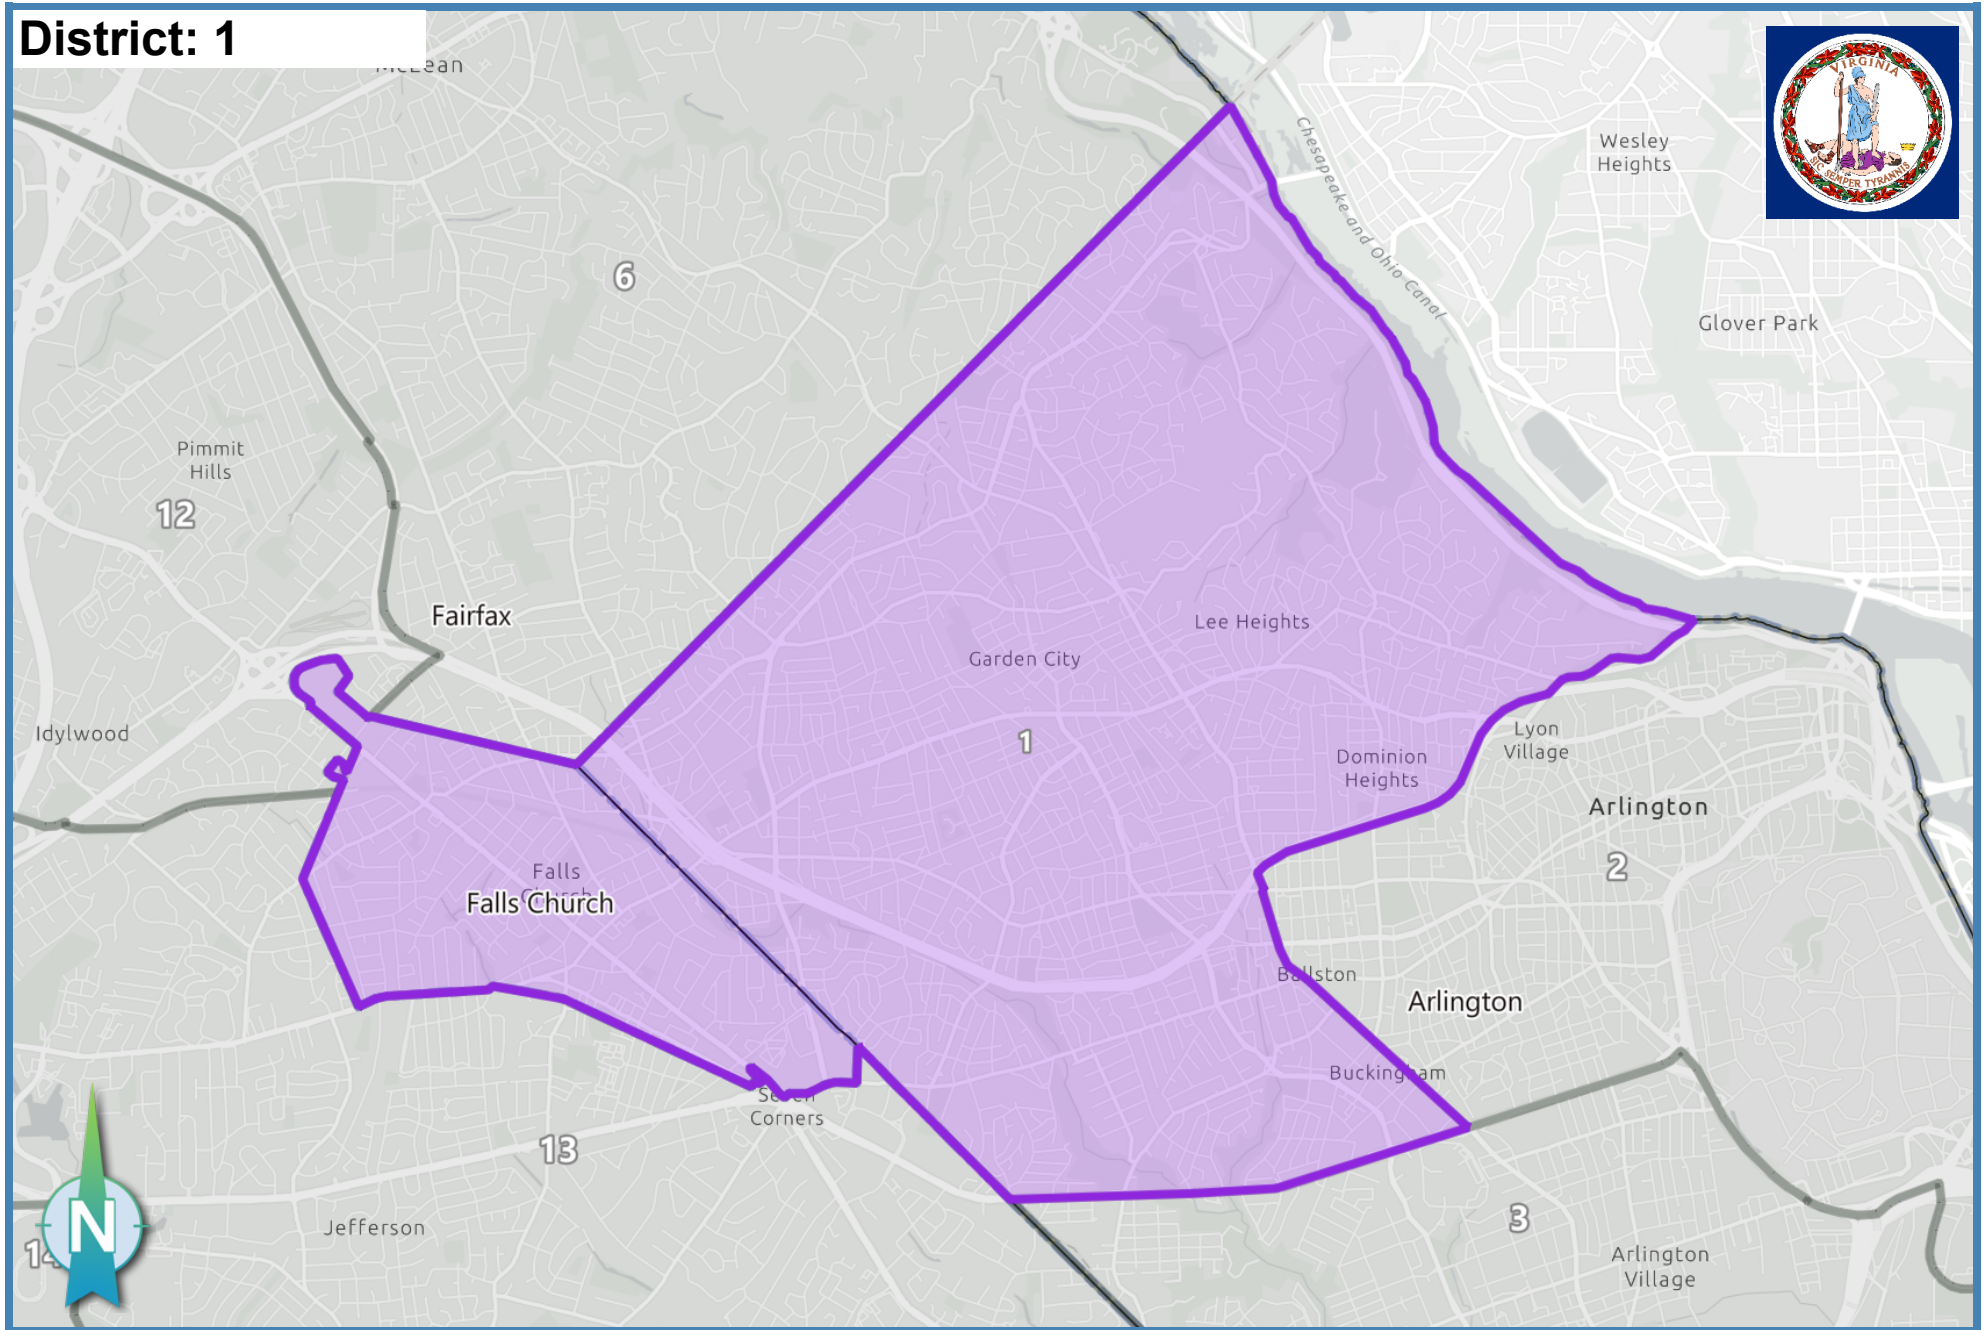 District: 1
McLean
VIRGINIA
SIC SEMPER TYRANNIS
Chesapeake and Ohio Canal
Wesley
Heights
6
Glover Park
Pimmit
Hills
12
Fairfax
Lee Heights
Garden City
Idylwood
1
Lyon
Village
Dominion
Heights
Arlington
2
Falls
Church
Falls Church
Ballston
Arlington
Buckingham
Seven
Corners
13
Jefferson
3
N
14
Arlington
Village